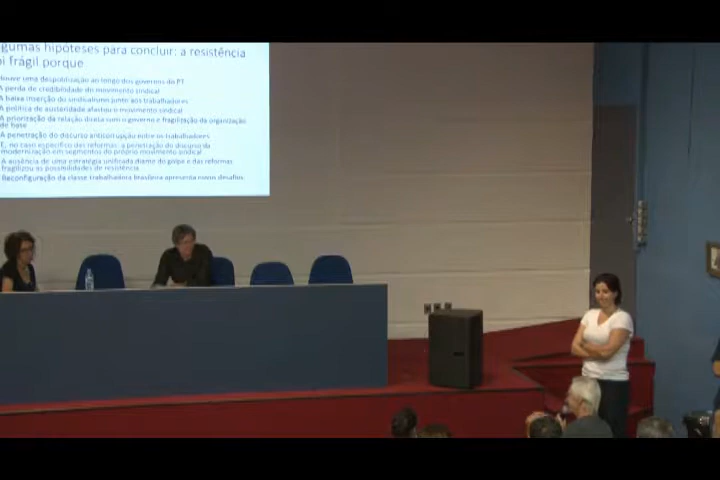 gumas hipóteses para concluir: a resistência
i frágil porque
Houve uma despolitização ao longo dos governos do PT
A perda de credibilidade do movimento sindical
A baixa inserção do sindicalismo junto aos trabalhadores
A política de austeridade afastou o movimento sindical
A priorização da relação direta com o governo e fragilização da organização
de base
A penetração do discurso anticorrupção entre os trabalhadores
E, no caso específico das reformas, a penetração do discurso da
modernização em segmentos do próprio movimento sindical
A ausência de uma estratégia unificada diante do golpe e das reformas
fragilizou as possibilidades de resistência
Reconfiguração da classe trabalhadora brasileira apresenta novos desafios